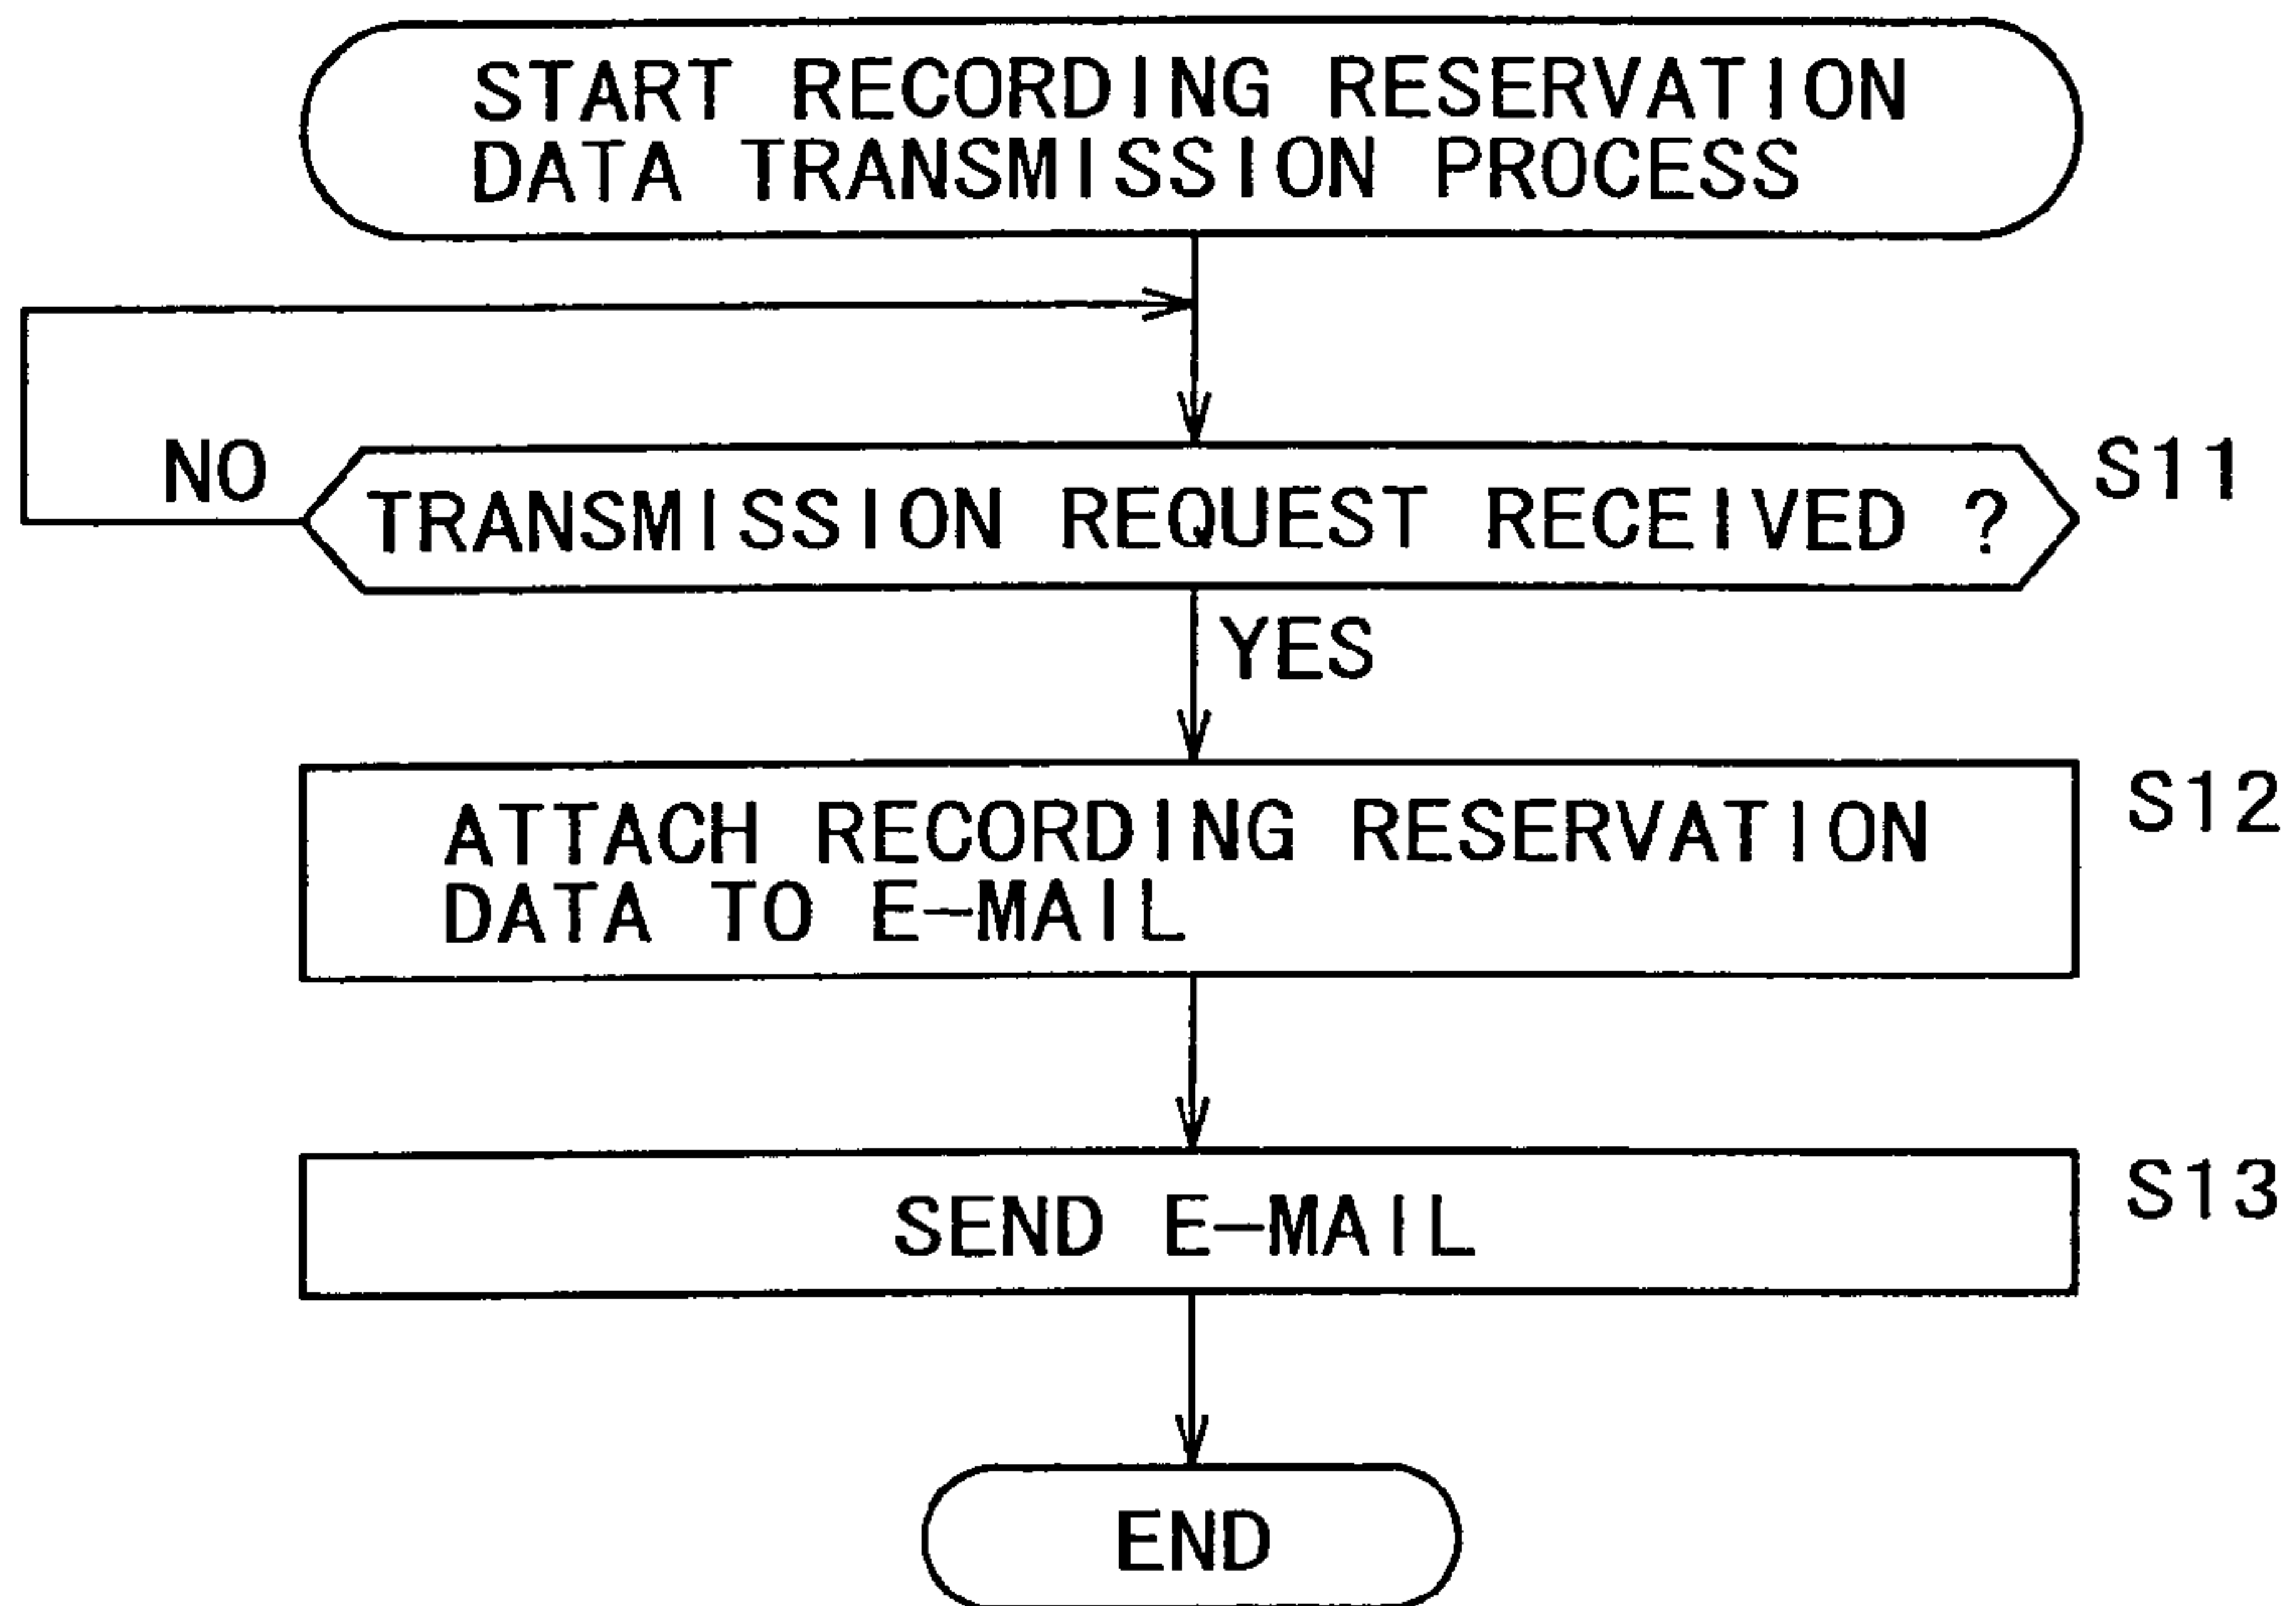 START RECORDING RESERVATION
DATA TRANSMISSION PROCESS
NO
TRANSMISSION REQUEST RECEIVED ?
S11
YES
ATTACH RECORDING RESERVATION
DATA TO E-MAIL
S12
SEND E-MAIL
S13
END